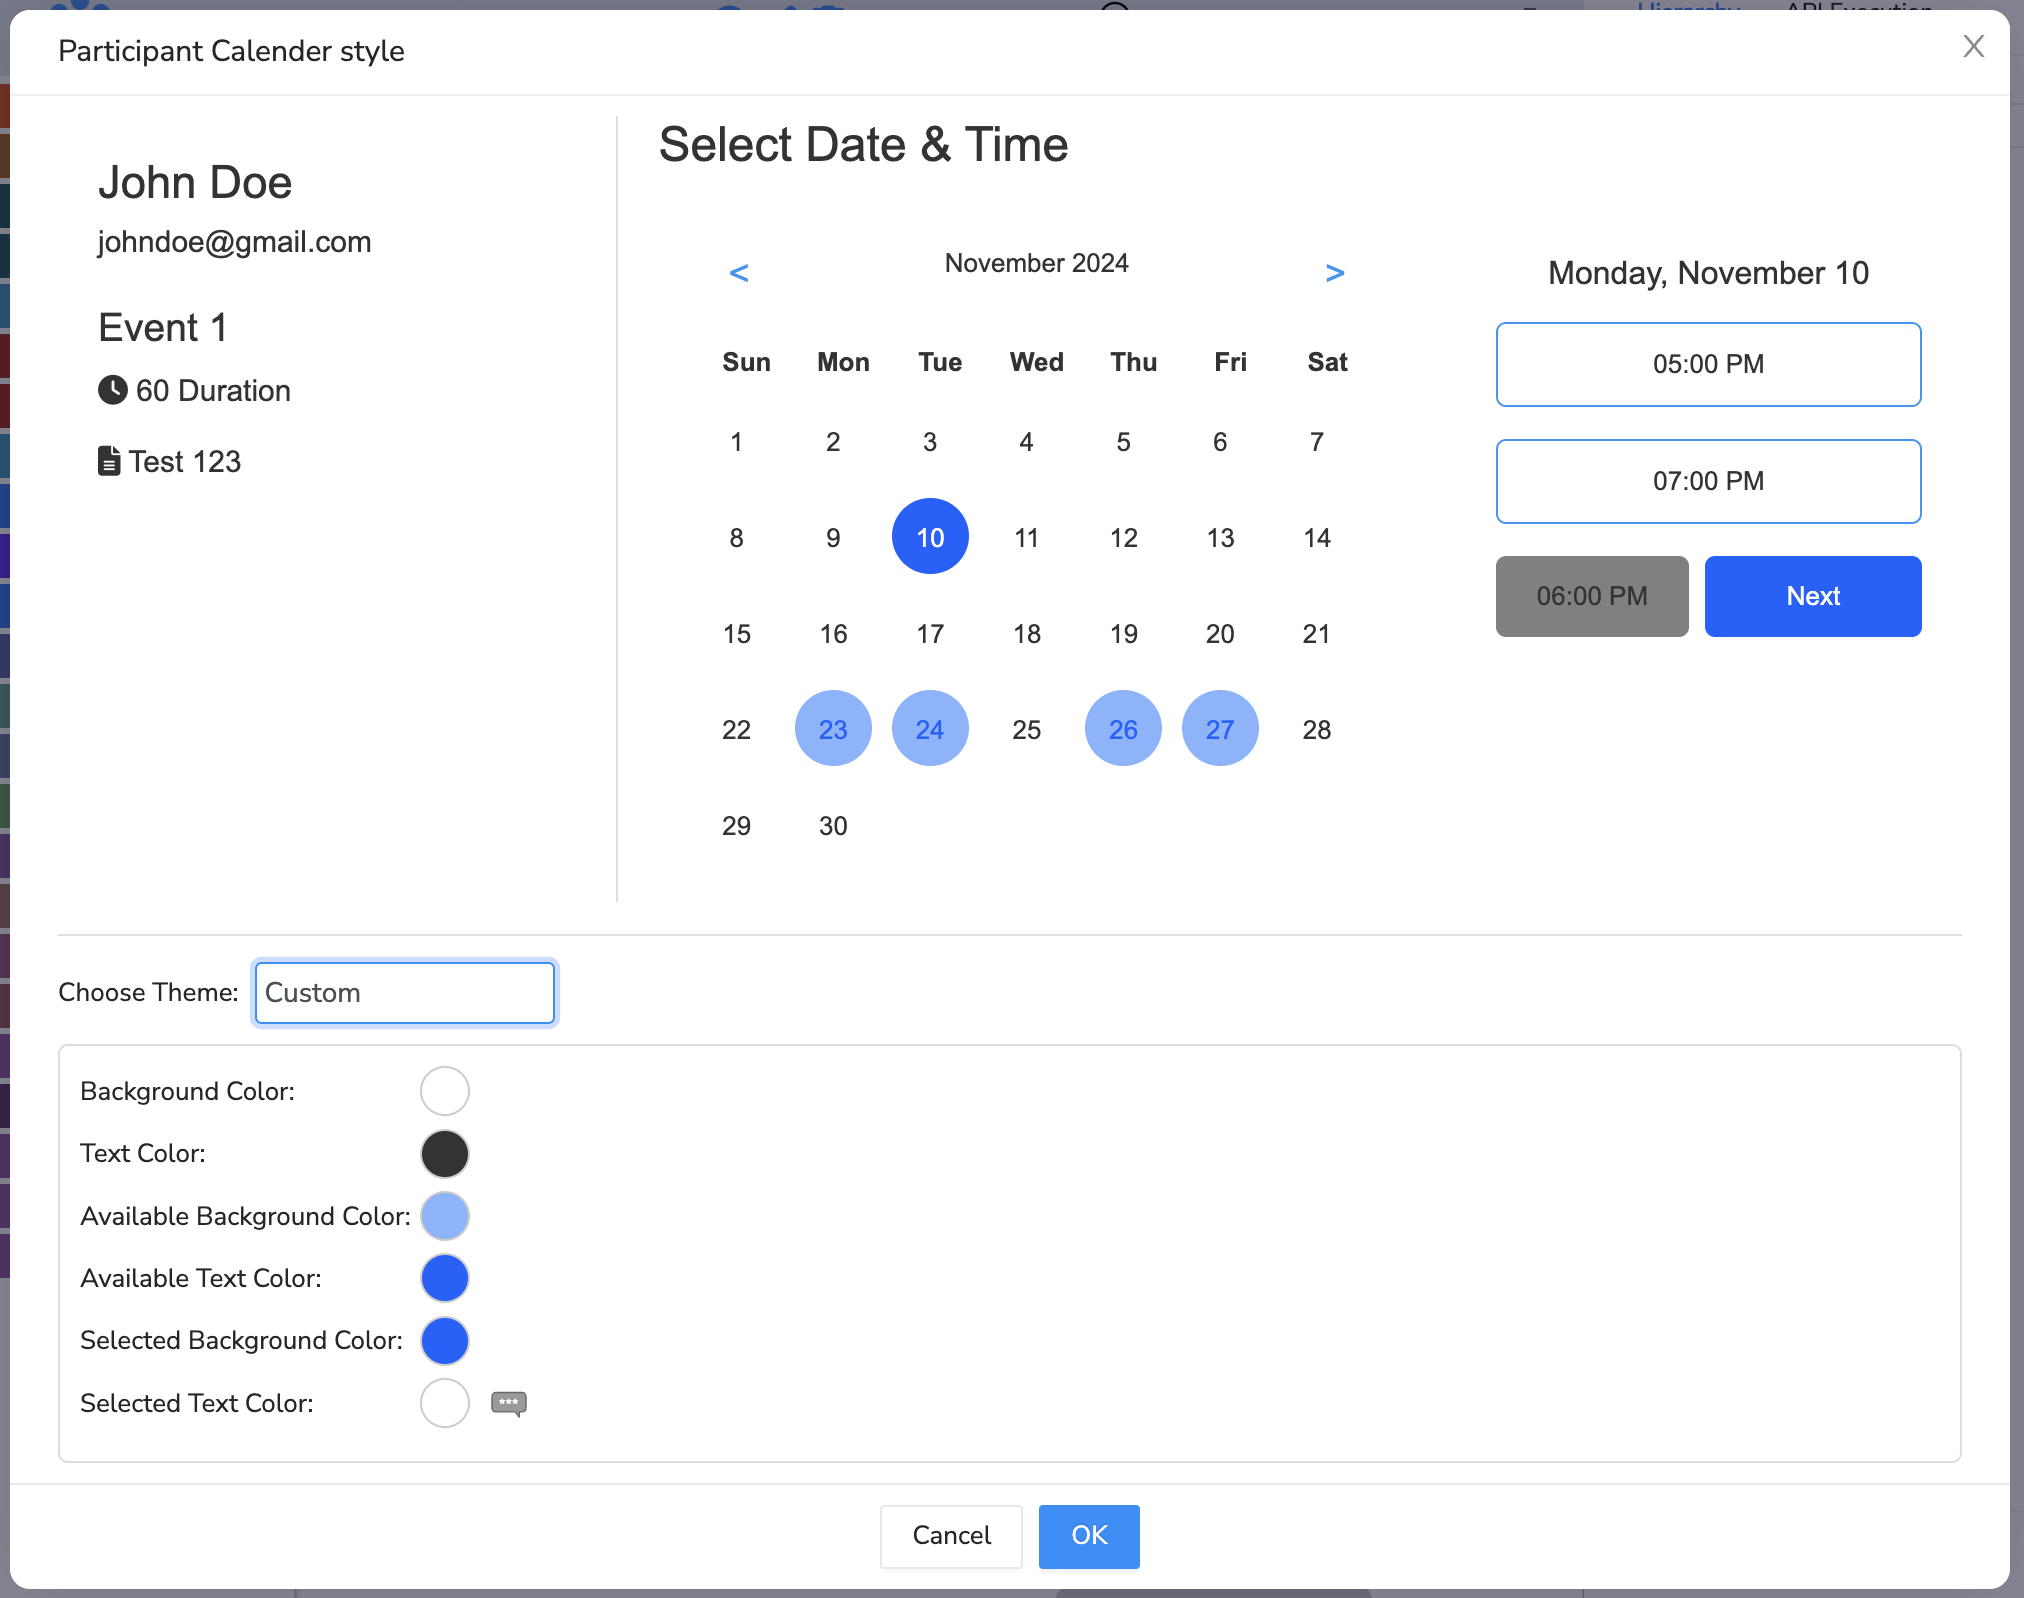 Hierarchy API Execution
Participant Calender style
X
John Doe
johndoe@gmail.com
Event 1
60 Duration
Test 123
Select Date & Time
< November 2024 >
Sun Mon Tue Wed Thu Fri Sat
1 2 3 4 5 6 7
8 9 10 11 12 13 14
15 16 17 18 19 20 21
22 23 24 25 26 27 28
29 30
Monday, November 10
05:00 PM
07:00 PM
06:00 PM Next
Choose Theme: Custom
Background Color:
Text Color:
Available Background Color:
Available Text Color:
Selected Background Color:
Selected Text Color:
Cancel OK